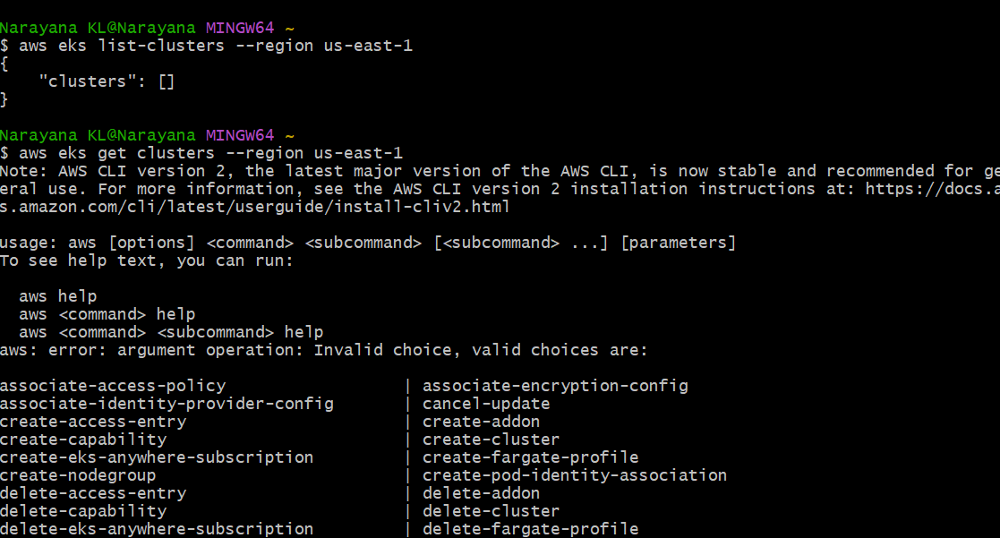 Narayana KL@Narayana MINGW64 ~
$ aws eks list-clusters --region us-east-1
{
    "clusters": []
}
Narayana KL@Narayana MINGW64 ~
$ aws eks get clusters --region us-east-1
Note: AWS CLI version 2, the latest major version of the AWS CLI, is now stable and recommended for ge
eral use. For more information, see the AWS CLI version 2 installation instructions at: https://docs.a
s.amazon.com/cli/latest/userguide/install-cliv2.html
usage: aws [options] <command> <subcommand> [<subcommand> ...] [parameters]
To see help text, you can run:
  aws help
  aws <command> help
  aws <command> <subcommand> help
aws: error: argument operation: Invalid choice, valid choices are:
associate-access-policy                  | associate-encryption-config
associate-identity-provider-config       | cancel-update
create-access-entry                      | create-addon
create-capability                        | create-cluster
create-eks-anywhere-subscription         | create-fargate-profile
create-nodegroup                         | create-pod-identity-association
delete-access-entry                      | delete-addon
delete-capability                        | delete-cluster
delete-eks-anywhere-subscription         | delete-fargate-profile